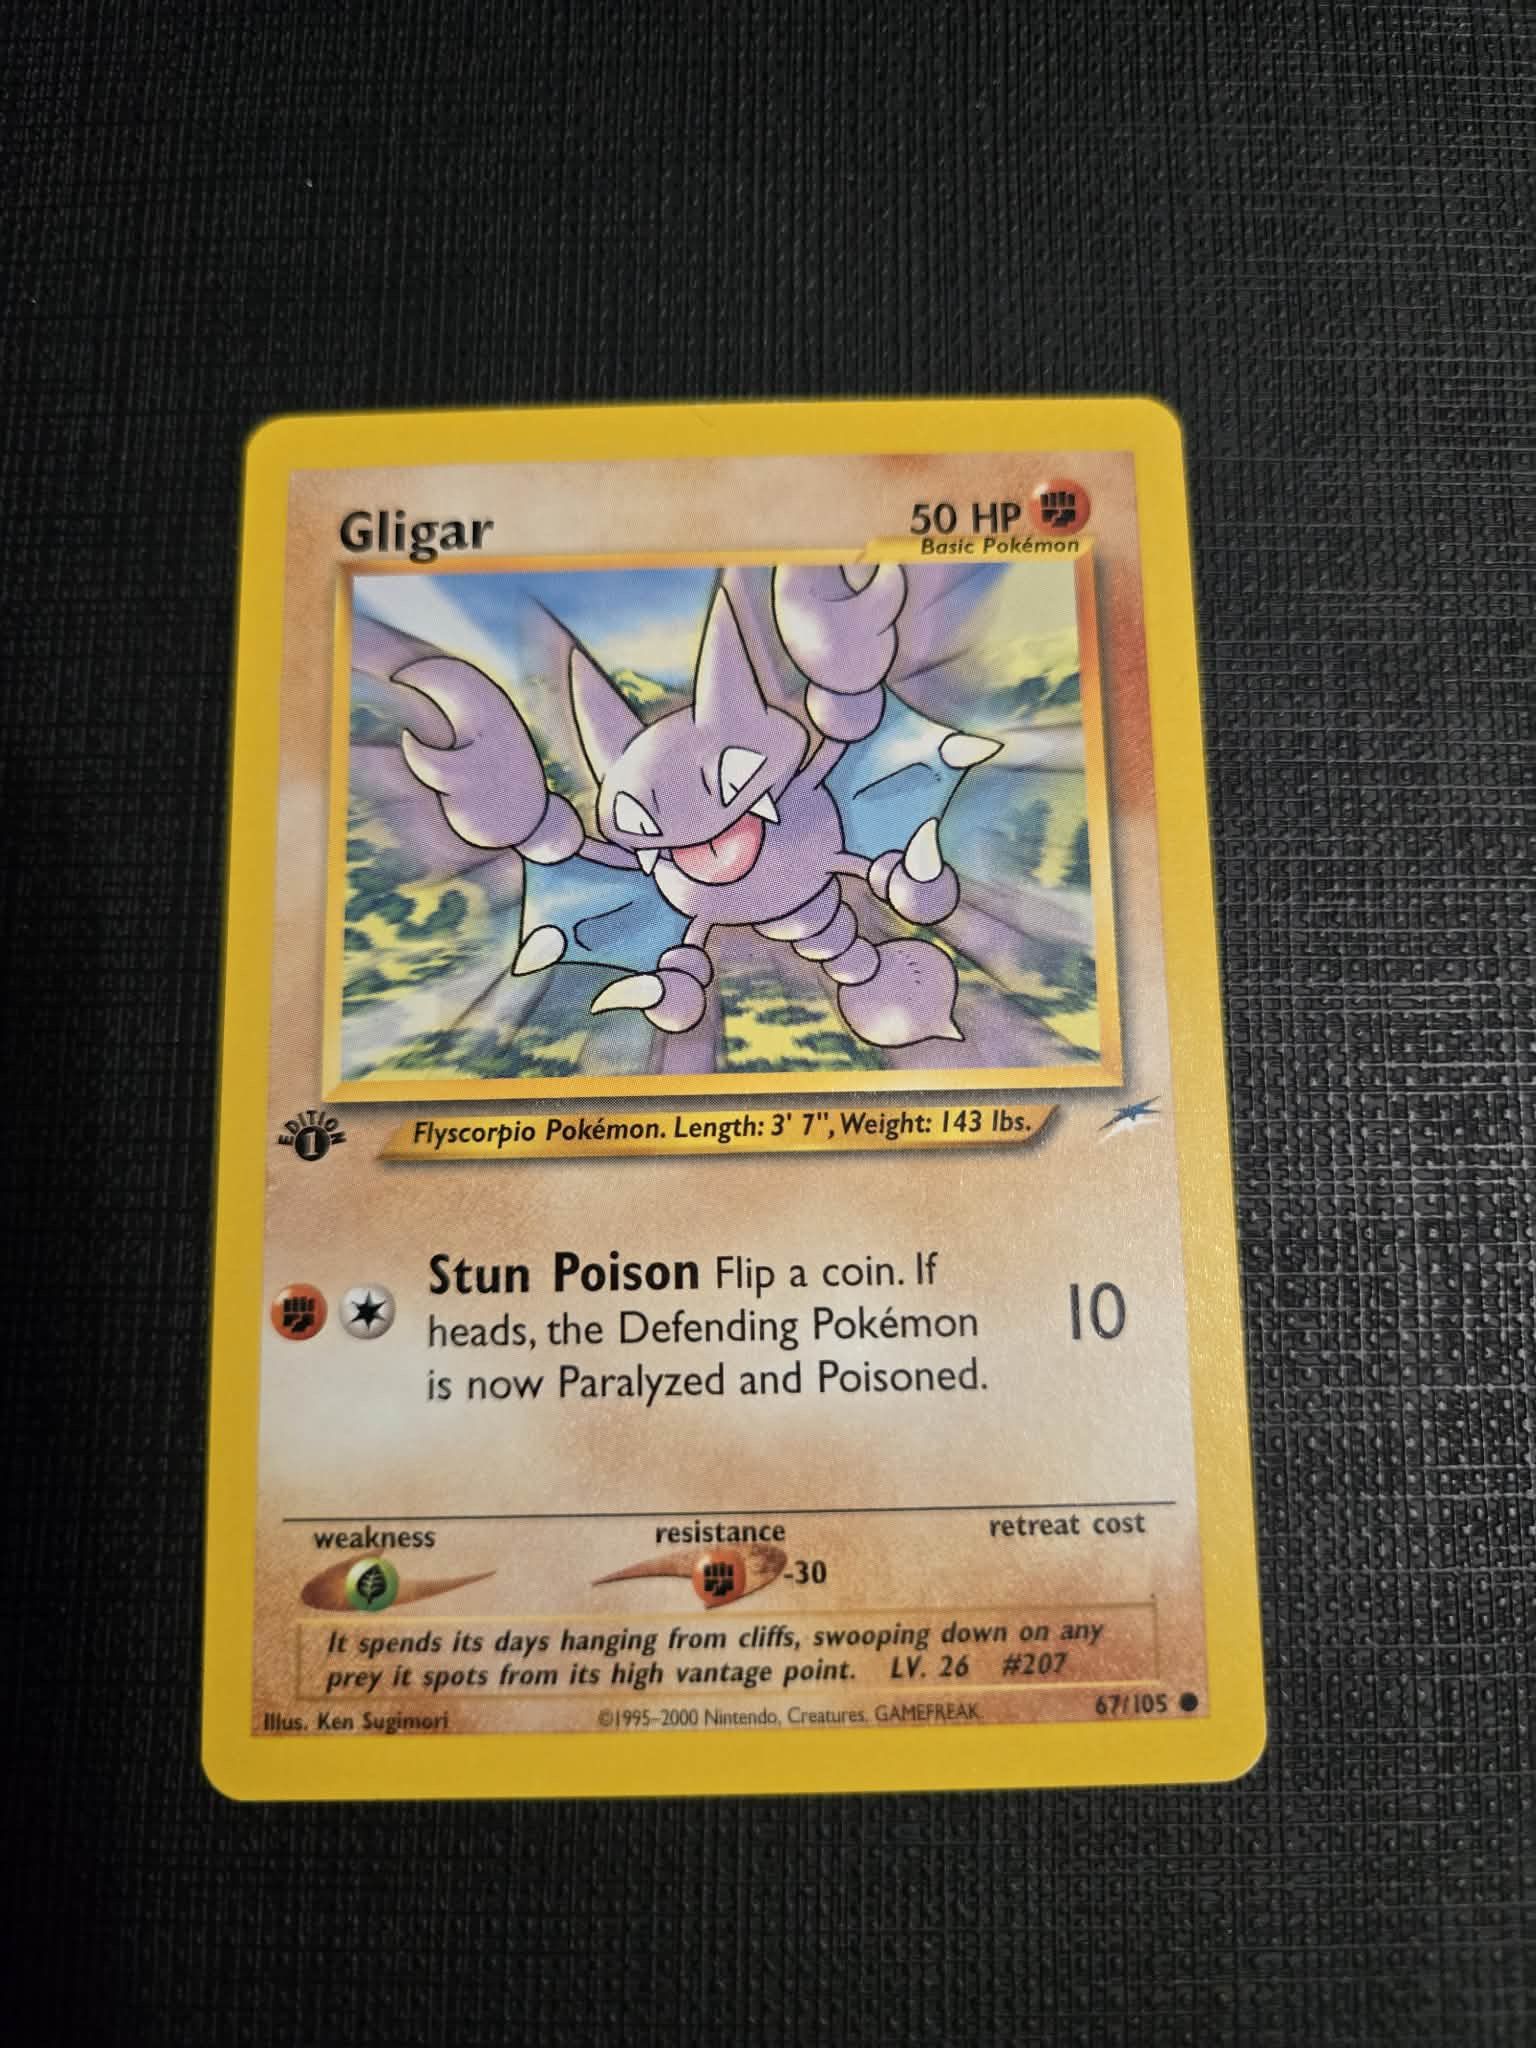 Gligar
50 HP
Basic Pokémon
EDITION
1
Flyscorpio Pokémon. Length: 3' 7", Weight: 143 lbs.
Stun Poison Flip a coin. If
heads, the Defending Pokémon
is now Paralyzed and Poisoned.
10
weakness
resistance
retreat cost
-30
It spends its days hanging from cliffs, swooping down on any
prey it spots from its high vantage point. LV. 26 #207
Illus. Ken Sugimori
©1995–2000 Nintendo, Creatures, GAMEFREAK.
67/105